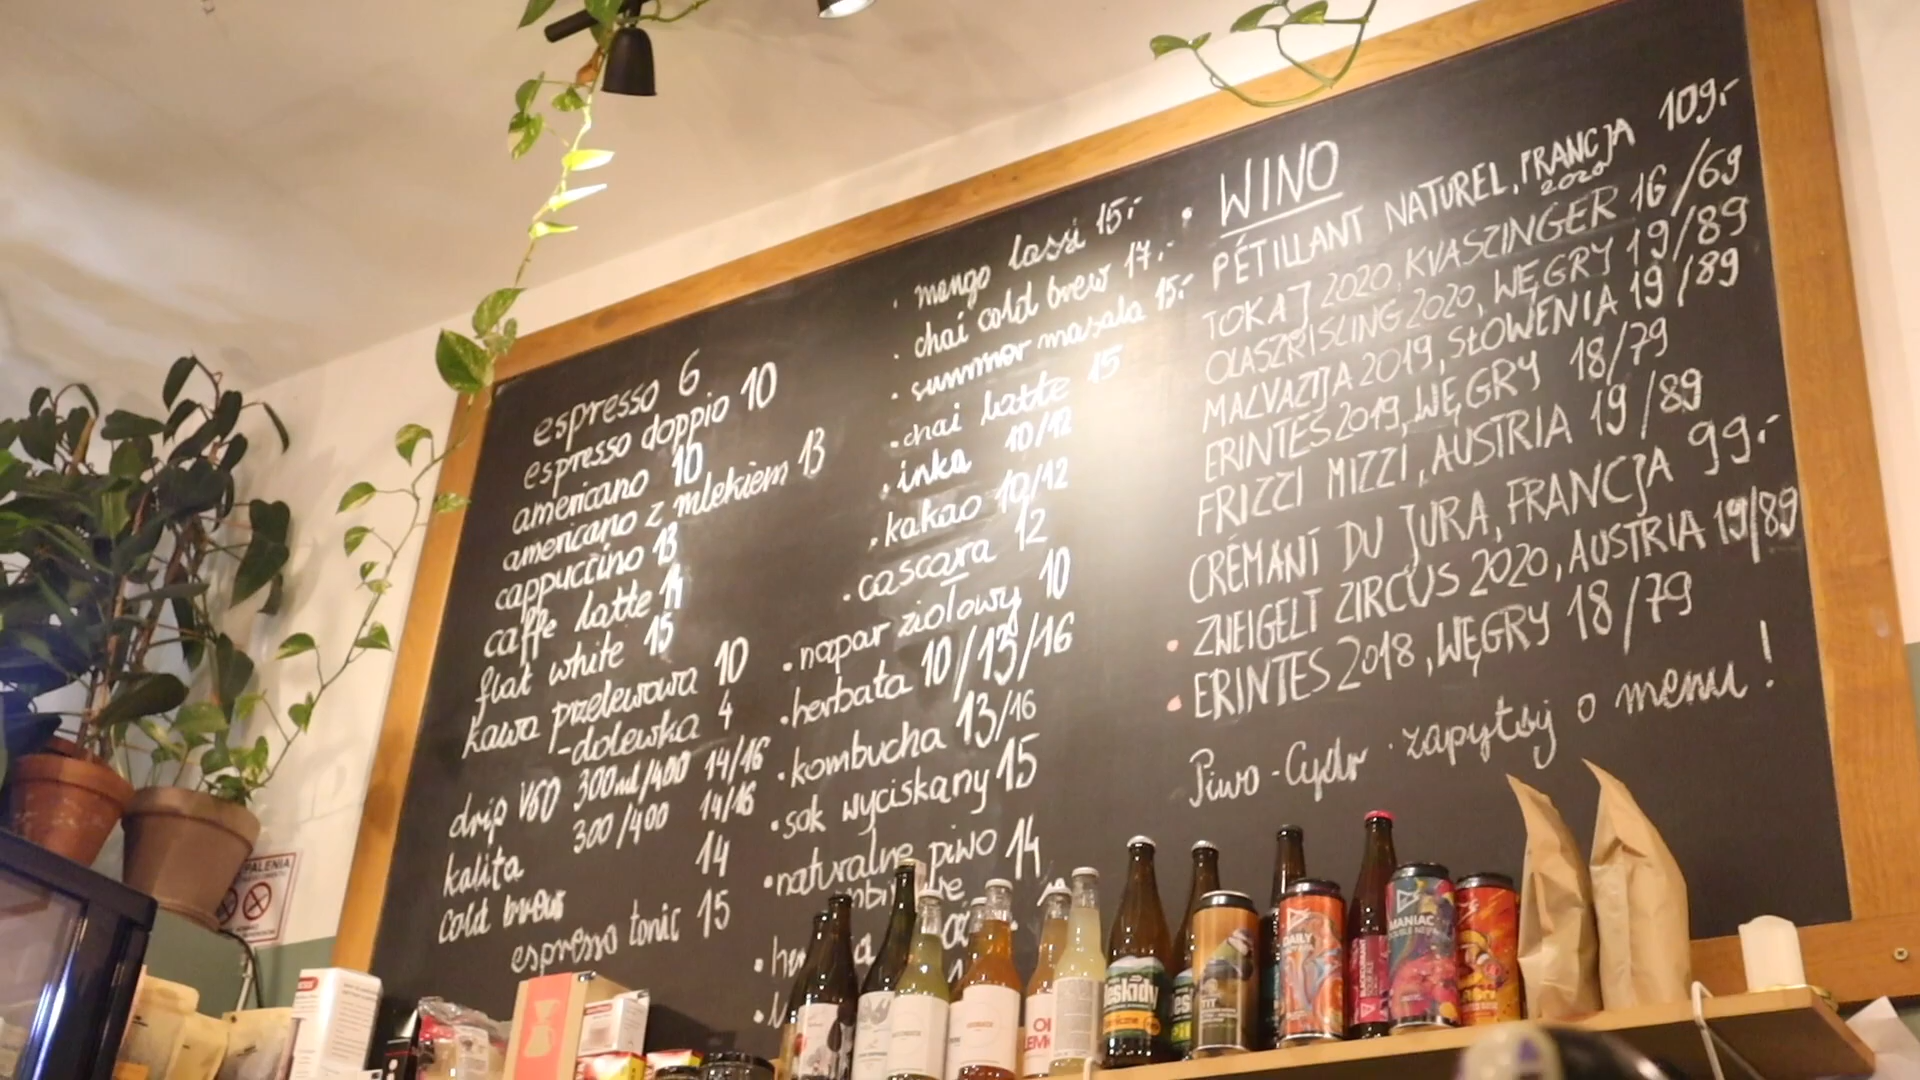 espresso 6
espresso doppio 10
americano 10
americano z mlekiem 13
cappuccino 13
caffe latte 14
flat white 15
kawa przelewowa 10
-dolewka 4
drip V60 300ml/400 14/16
kalita 300/400 14/16
cold brew 14
espresso tonic 15
mango lassi 15.-
chai cold brew 17.-
summor masala 15.-
chai latte 15
inka 10/12
kakao 10/12
cascara 12
napar ziołowy 10
herbata 10/13/16
kombucha 13/16
sok wyciskany 15
naturalne piwo 14
WINO
PÉTILLANT NATUREL, FRANCJA 109,-
2020
TOKAJ 2020, KVASZINGER 16/69
OLASZRISLING 2020, WĘGRY 19/89
MALVAZIJA 2019, SŁOWENIA 19/89
ERINTES 2019, WĘGRY 18/79
FRIZZI MIZZI, AUSTRIA 19/89
CRÉMANT DU JURA, FRANCJA 99.-
ZWEIGELT ZIRCUS 2020, AUSTRIA 19/89
ERINTES 2018, WĘGRY 18/79
Piwo - Cydr - zapytaj o menu!
PALENIA
Beskidy
DAILY
MANIAC